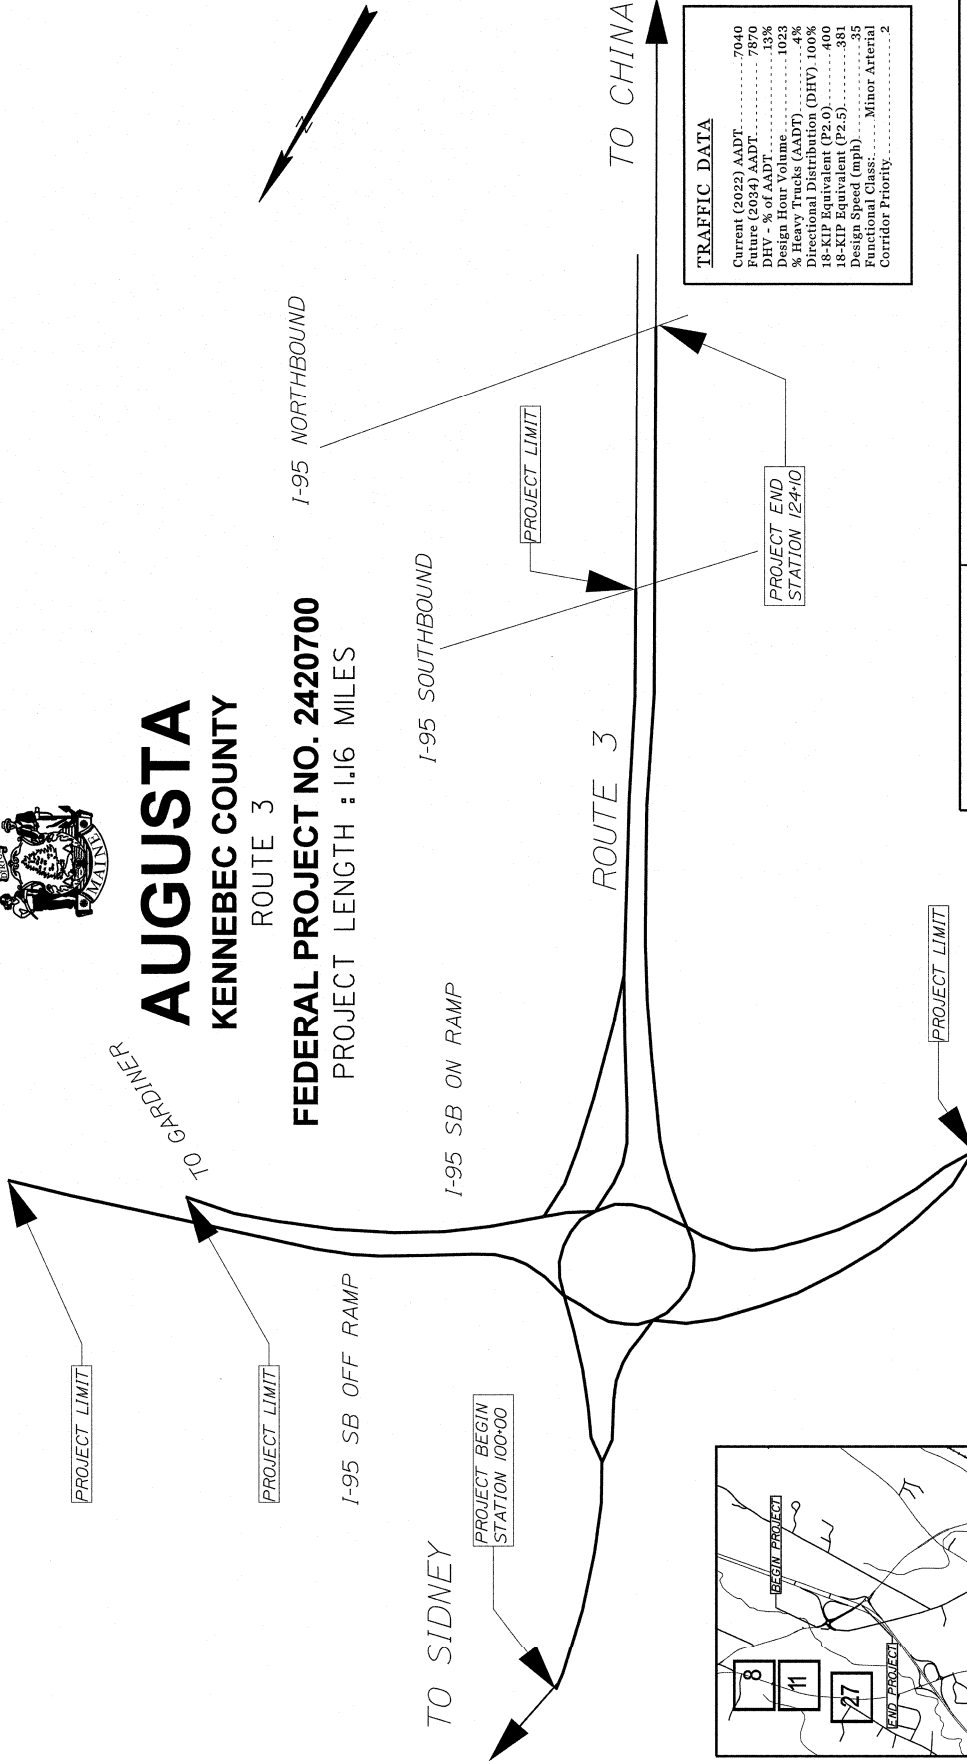 MAINE
AUGUSTA
KENNEBEC COUNTY
ROUTE 3
FEDERAL PROJECT NO. 2420700
PROJECT LENGTH : 1.16 MILES
PROJECT LIMIT
PROJECT LIMIT
TO GARDINER
I-95 SB OFF RAMP
I-95 SB ON RAMP
I-95 SOUTHBOUND
I-95 NORTHBOUND
N
TO SIDNEY
PROJECT BEGIN
STATION 100+00
PROJECT LIMIT
ROUTE 3
TO CHINA
PROJECT END
STATION 124+10
PROJECT LIMIT
TRAFFIC DATA
Current (2022) AADT 7040
Future (2034) AADT 7870
DHV - % of AADT 13%
Design Hour Volume 1023
% Heavy Trucks (AADT) 4%
Directional Distribution (DHV) 100%
18-KIP Equivalent (P2.0) 400
18-KIP Equivalent (P2.5) 381
Design Speed (mph) 35
Functional Class: Minor Arterial
Corridor Priority 2
8
11
27
BEGIN PROJECT
END PROJECT